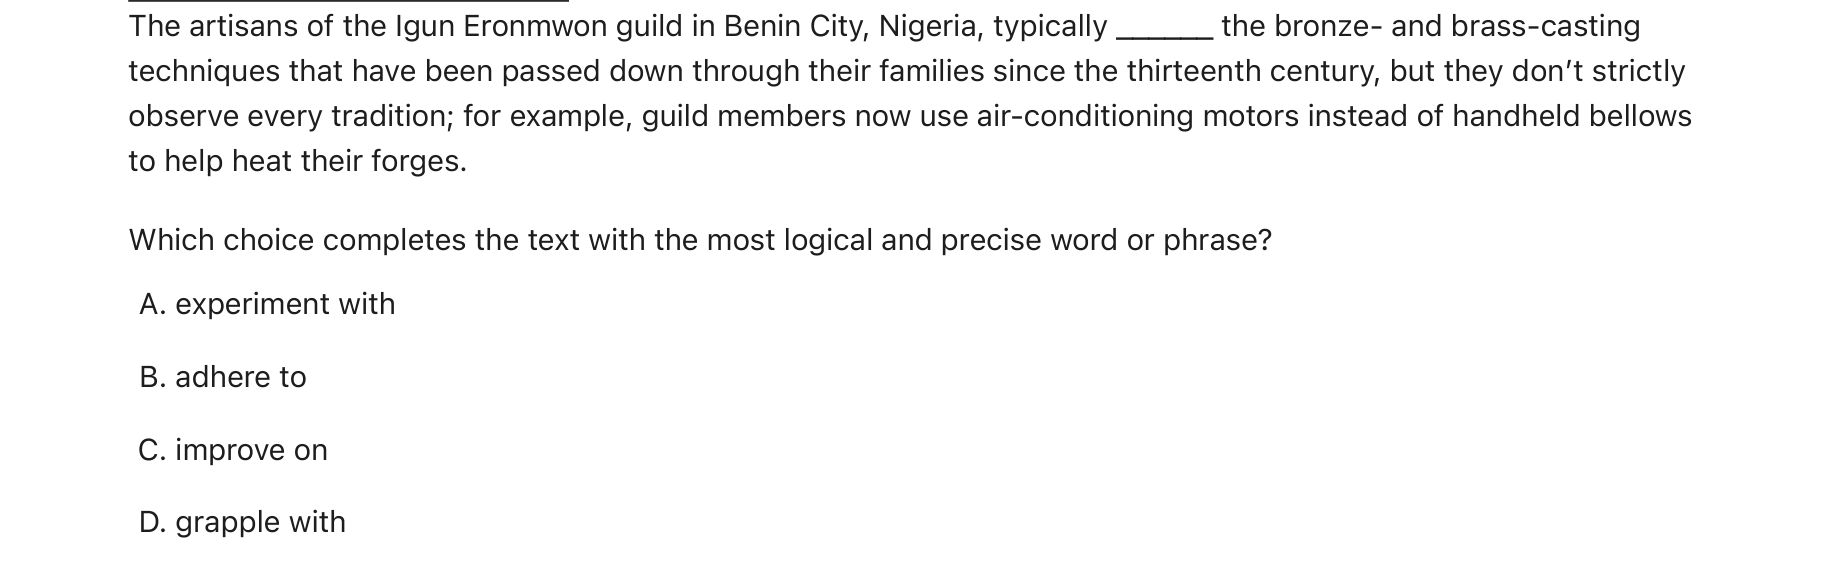 The artisans of the Igun Eronmwon guild in Benin City, Nigeria, typically ______ the bronze- and brass-casting
techniques that have been passed down through their families since the thirteenth century, but they don’t strictly
observe every tradition; for example, guild members now use air-conditioning motors instead of handheld bellows
to help heat their forges.
Which choice completes the text with the most logical and precise word or phrase?
A. experiment with
B. adhere to
C. improve on
D. grapple with